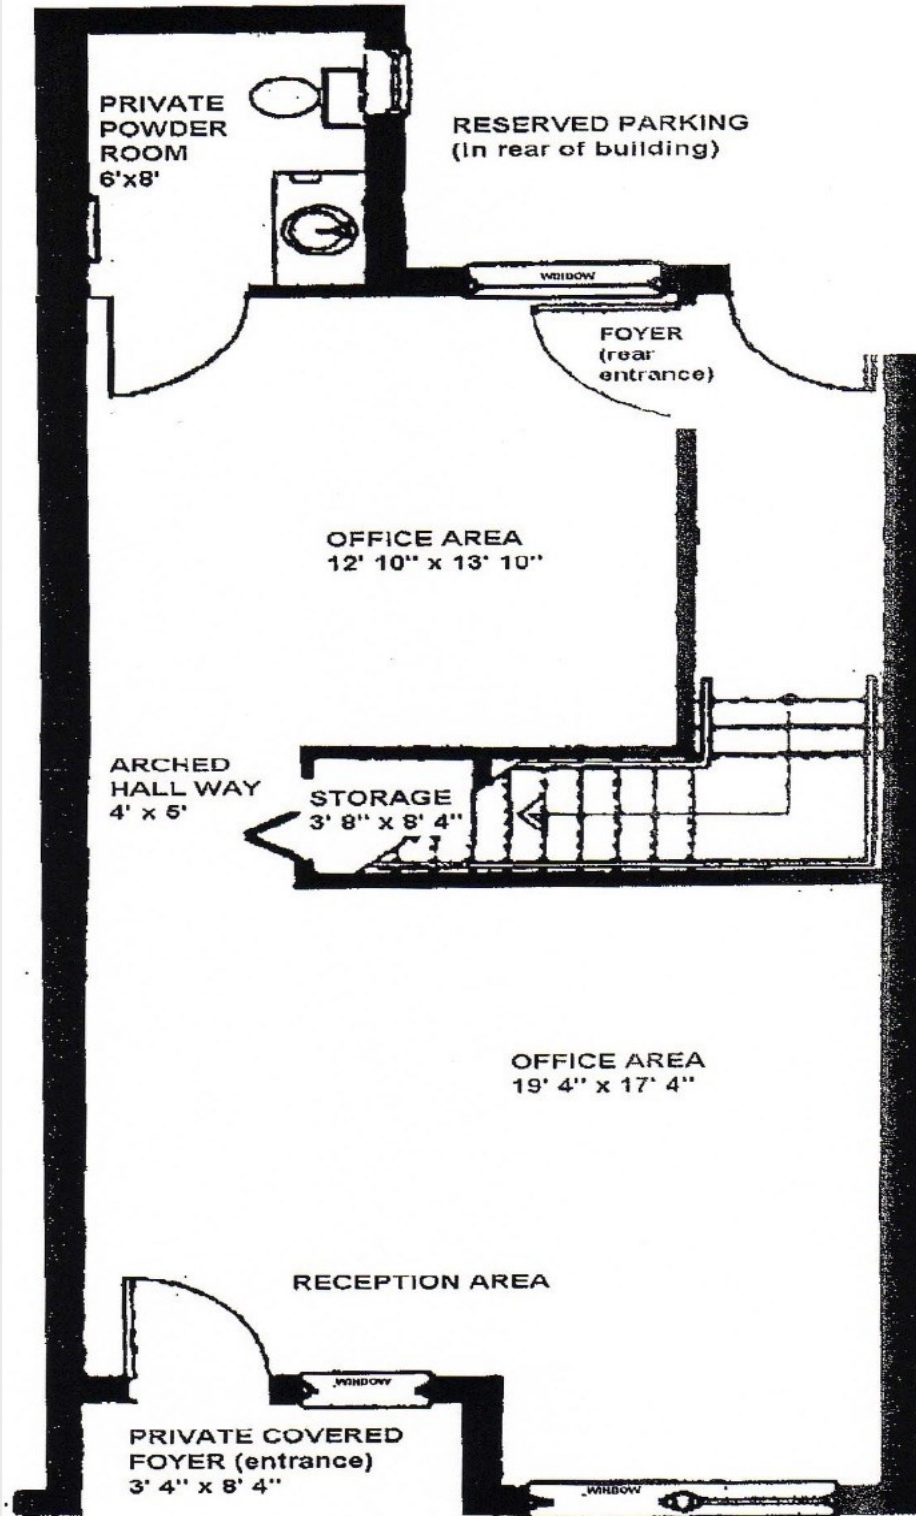 PRIVATE
POWDER
ROOM
6'x8'
RESERVED PARKING
(in rear of building)
WINDOW
FOYER
(rear
entrance)
OFFICE AREA
12' 10" x 13' 10"
ARCHED
HALL WAY
4' x 5'
STORAGE
3' 8" x 8' 4"
OFFICE AREA
19' 4" x 17' 4"
RECEPTION AREA
WINDOW
PRIVATE COVERED
FOYER (entrance)
3' 4" x 8' 4"
WINDOW